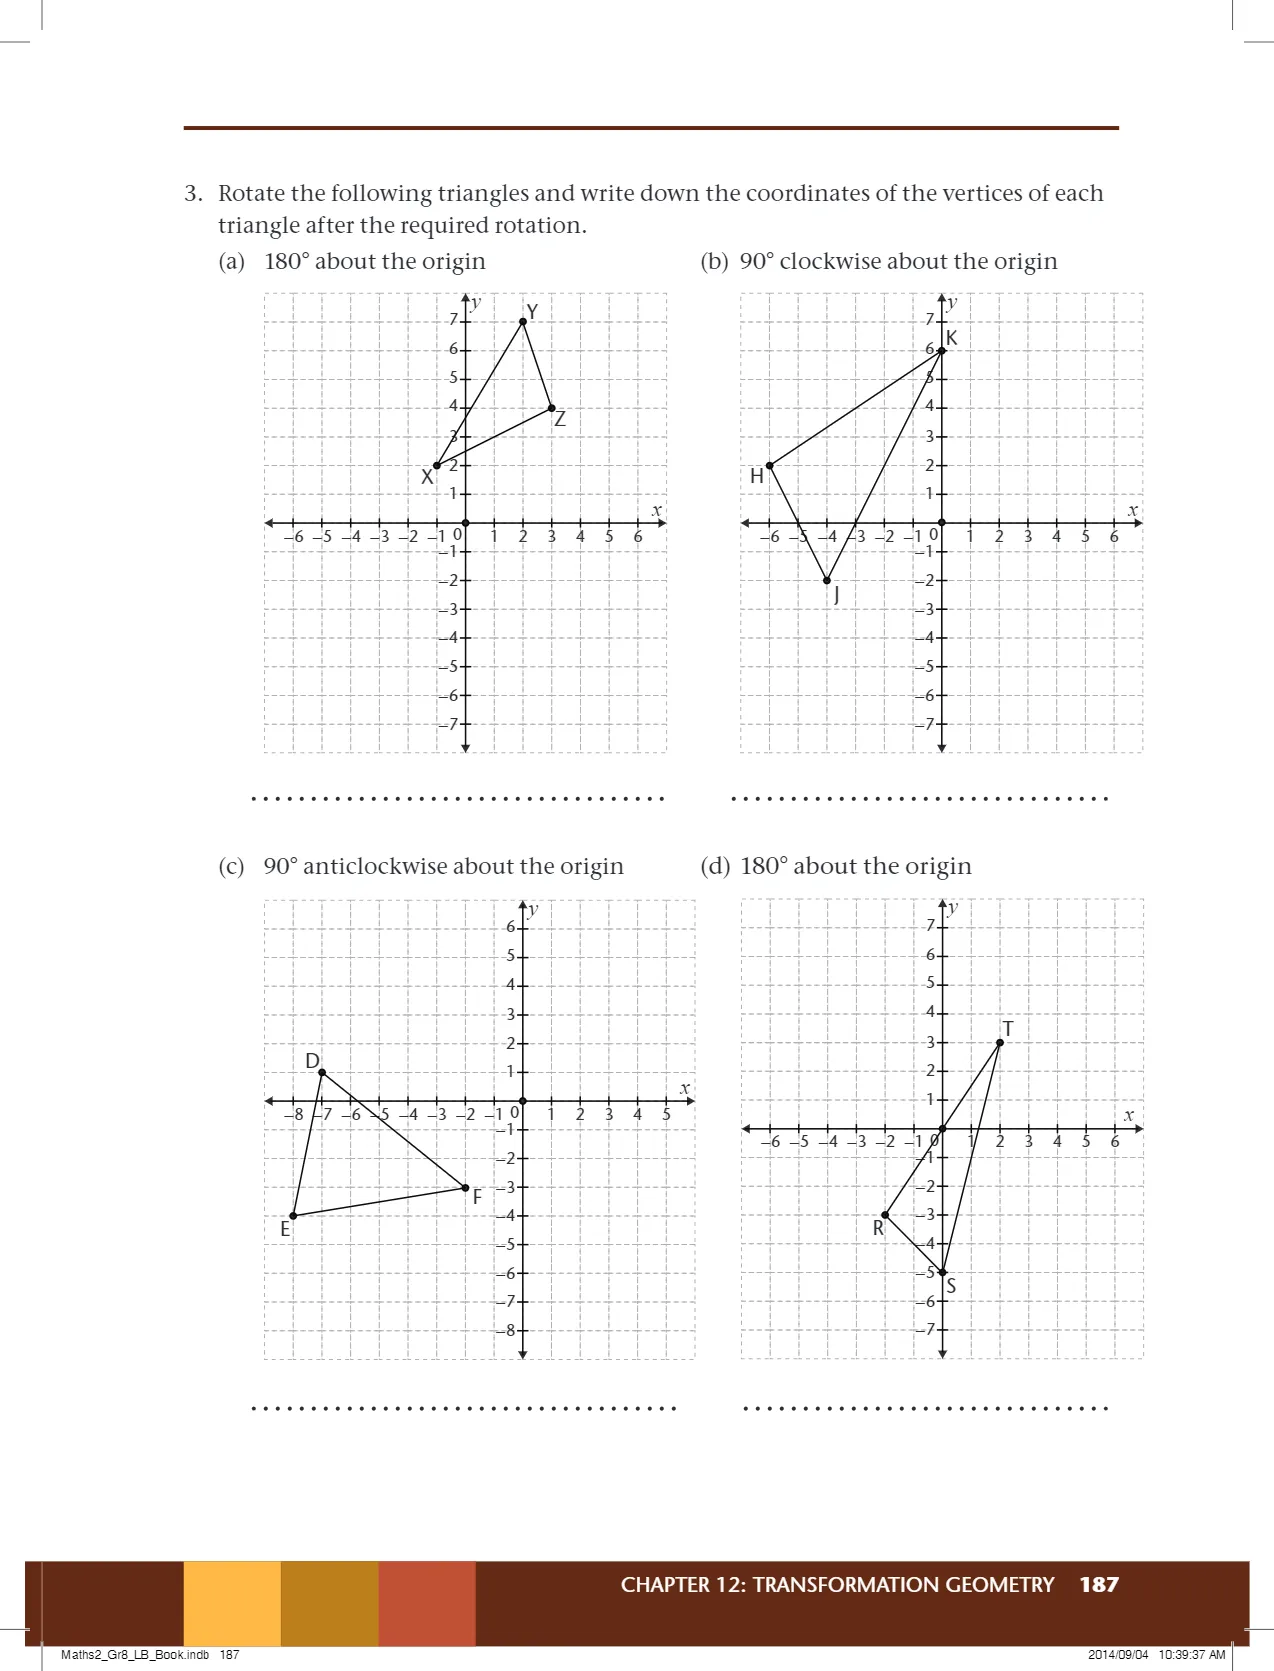 3. Rotate the following triangles and write down the coordinates of the vertices of each
triangle after the required rotation.
(a) 180° about the origin
(b) 90° clockwise about the origin
y
7
Y
6
5
4
Z
3
X
2
1
x
–6 –5 –4 –3 –2 –1 0 1 2 3 4 5 6
–1
–2
–3
–4
–5
–6
–7
y
7
K
6
5
4
3
H
2
1
x
–6 –5 –4 –3 –2 –1 0 1 2 3 4 5 6
–1
–2
J
–3
–4
–5
–6
–7
(c) 90° anticlockwise about the origin
(d) 180° about the origin
y
6
5
4
3
2
D
1
x
–8 –7 –6 –5 –4 –3 –2 –1 0 1 2 3 4 5
–1
–2
–3
F
–4
E
–5
–6
–7
–8
y
7
6
5
4
T
3
2
1
x
–6 –5 –4 –3 –2 –1 0 1 2 3 4 5 6
–1
–2
–3
R
–4
–5
S
–6
–7
CHAPTER 12: TRANSFORMATION GEOMETRY 187
Maths2_Gr8_LB_Book.indb 187
2014/09/04 10:39:37 AM